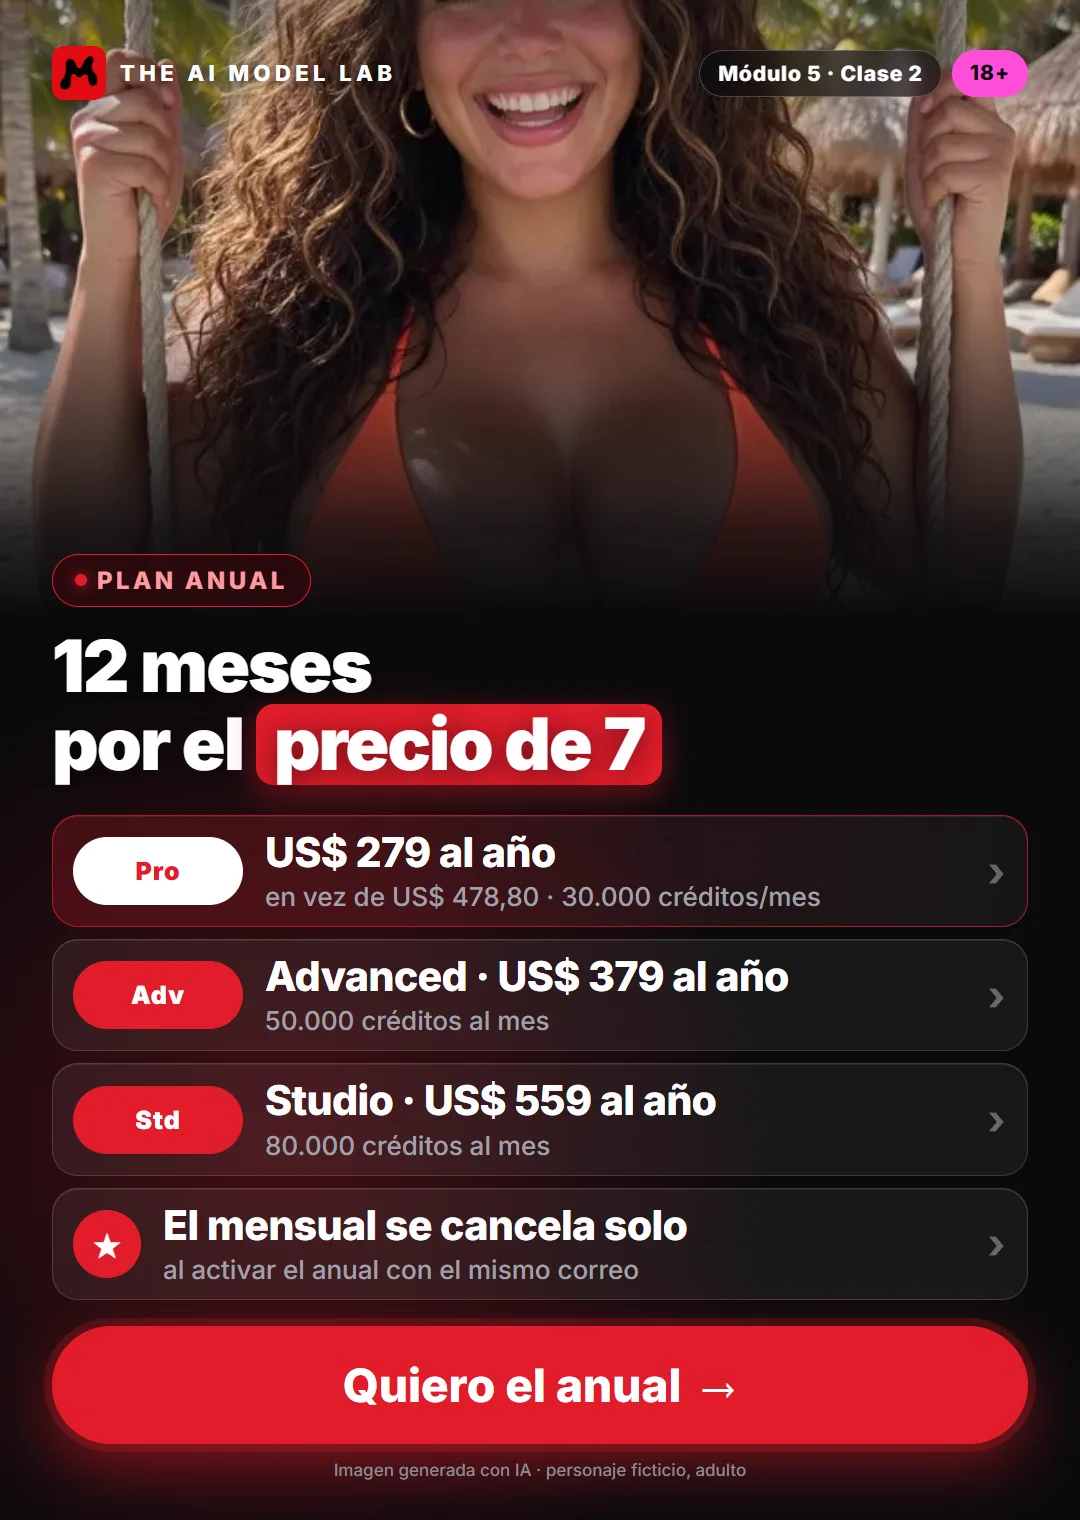 THE AI MODEL LAB
Módulo 5 · Clase 2
18+
PLAN ANUAL
12 meses
por el precio de 7
Pro
US$ 279 al año
en vez de US$ 478,80 · 30.000 créditos/mes
Adv
Advanced · US$ 379 al año
50.000 créditos al mes
Std
Studio · US$ 559 al año
80.000 créditos al mes
El mensual se cancela solo
al activar el anual con el mismo correo
Quiero el anual →
Imagen generada con IA · personaje ficticio, adulto